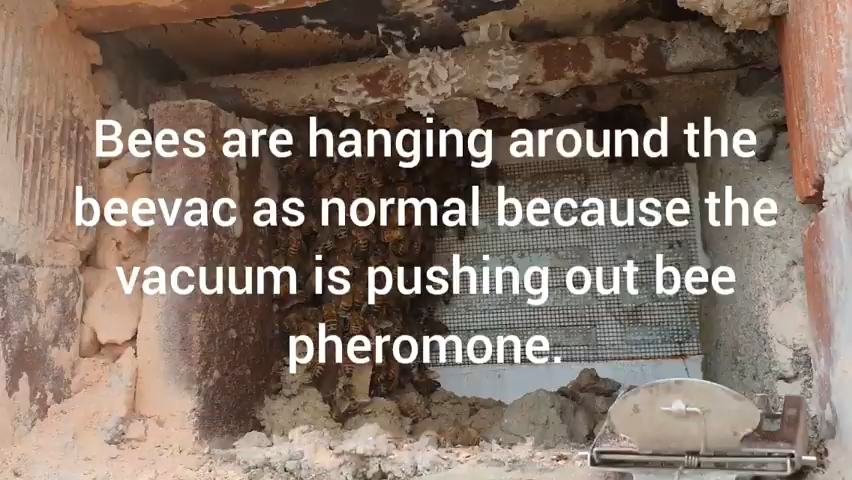 Bees are hanging around the
beevac as normal because the
vacuum is pushing out bee
pheromone.